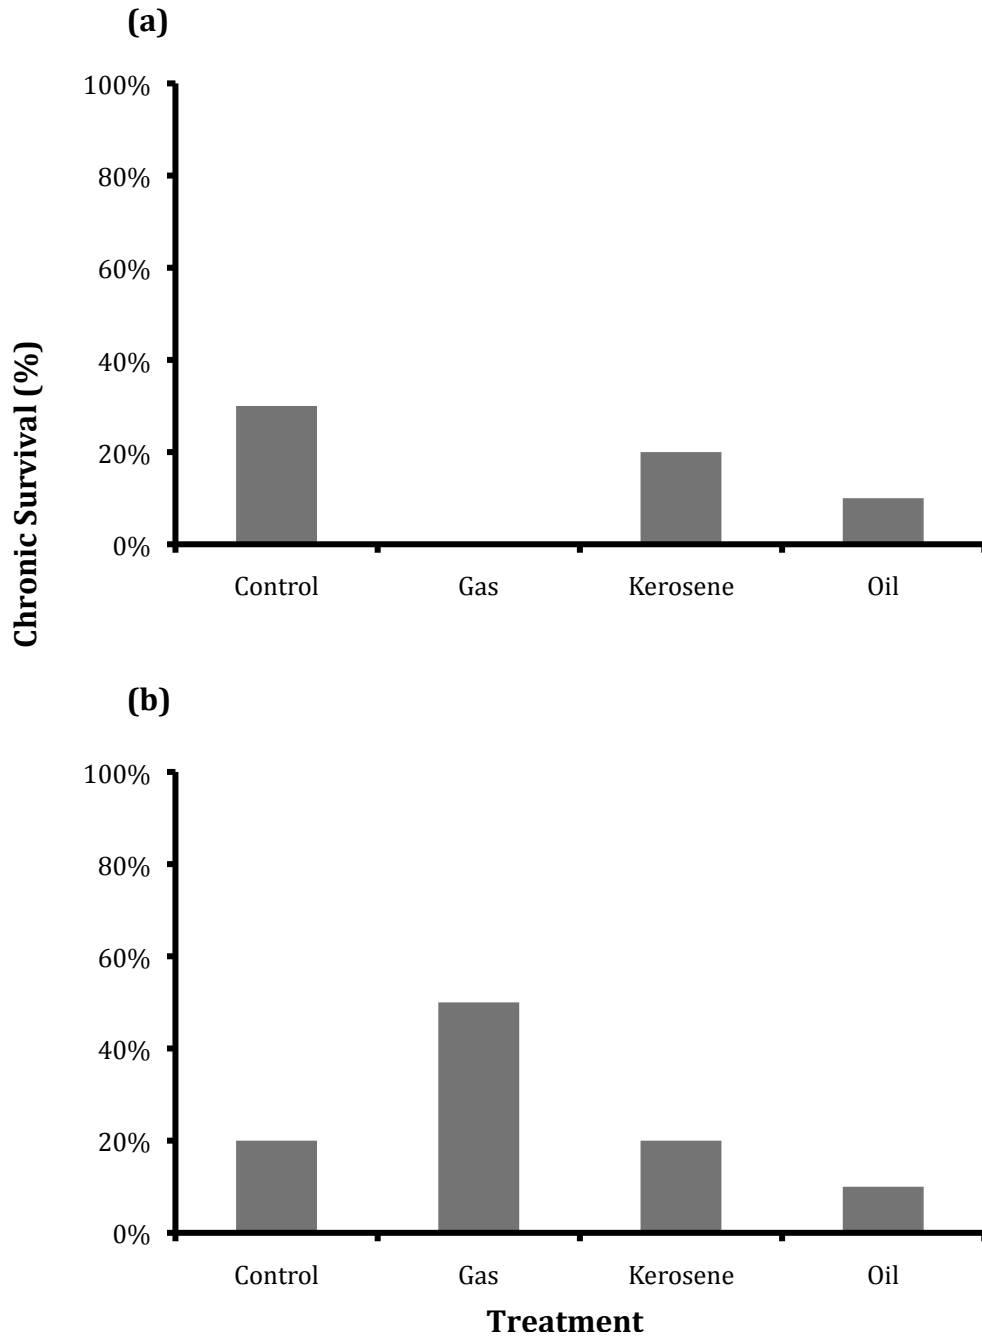 (a)
Chronic Survival (%)
100%
80%
60%
40%
20%
0%
Control Gas Kerosene Oil
(b)
100%
80%
60%
40%
20%
0%
Control Gas Kerosene Oil
Treatment